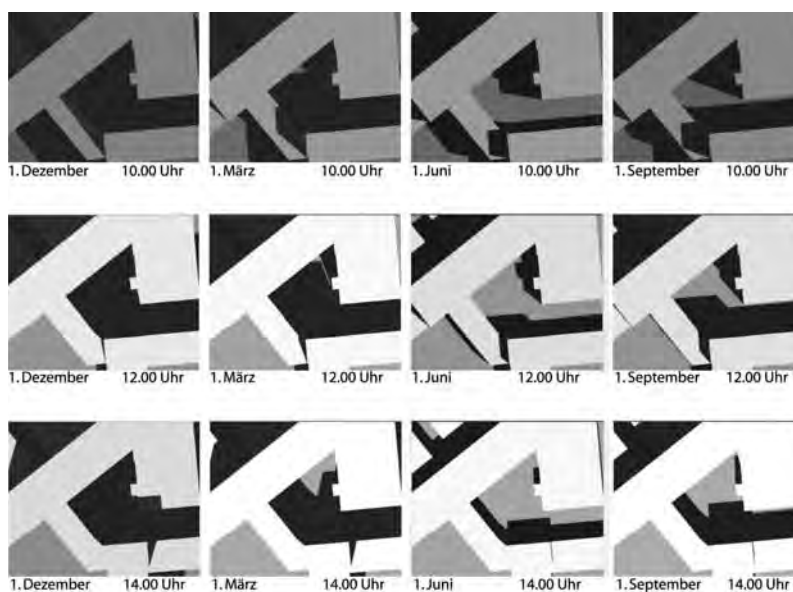 1. Dezember 10.00 Uhr 1. März 10.00 Uhr 1. Juni 10.00 Uhr 1. September 10.00 Uhr
1. Dezember 12.00 Uhr 1. März 12.00 Uhr 1. Juni 12.00 Uhr 1. September 12.00 Uhr
1. Dezember 14.00 Uhr 1. März 14.00 Uhr 1. Juni 14.00 Uhr 1. September 14.00 Uhr